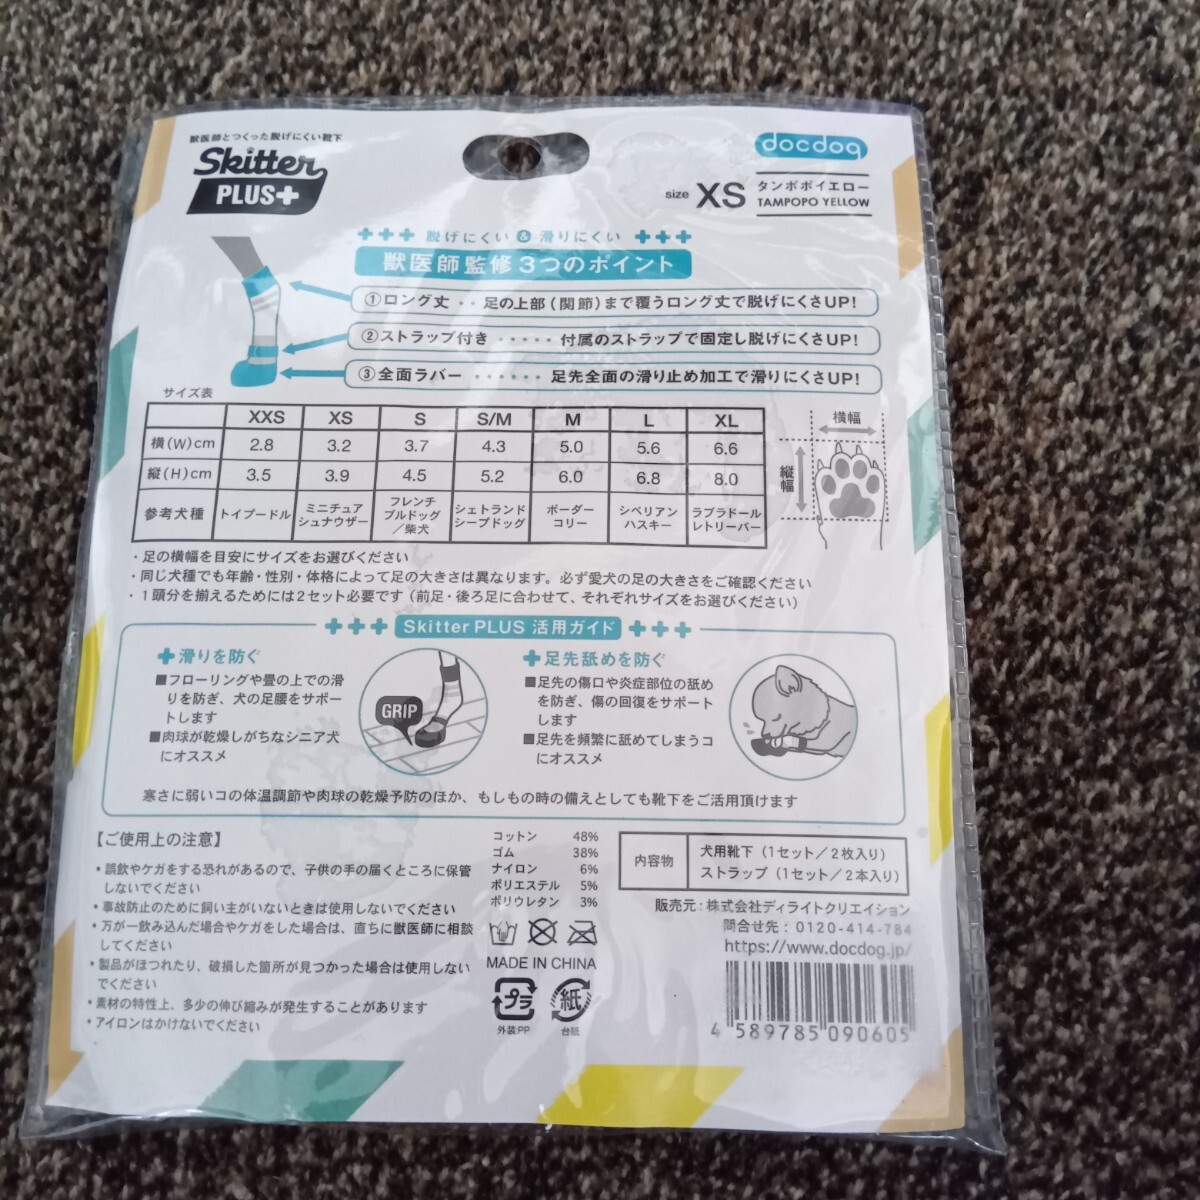 獣医師とつくった脱げにくい靴下
Skitter
PLUS+
docdog
size XS
タンポポイエロー
TAMPOPO YELLOW
脱げにくい & 滑りにくい
獣医師監修3つのポイント
①ロング丈 ・・ 足の上部(関節)まで覆うロング丈で脱げにくさUP!
②ストラップ付き ・・・・・ 付属のストラップで固定し脱げにくさUP!
③全面ラバー ・・・・・・ 足先全面の滑り止め加工で滑りにくさUP!
サイズ表
XXS XS S S/M M L XL
横(W)cm 2.8 3.2 3.7 4.3 5.0 5.6 6.6
縦(H)cm 3.5 3.9 4.5 5.2 6.0 6.8 8.0
参考犬種 トイプードル ミニチュアシュナウザー フレンチブルドッグ/柴犬 シェトランドシープドッグ ボーダーコリー シベリアンハスキー ラブラドールレトリーバー
横幅
縦幅
・足の横幅を目安にサイズをお選びください
・同じ犬種でも年齢・性別・体格によって足の大きさは異なります。必ず愛犬の足の大きさをご確認ください
・1頭分を揃えるためには2セット必要です(前足・後ろ足に合わせて、それぞれサイズをお選びください)
Skitter PLUS 活用ガイド
滑りを防ぐ
■フローリングや畳の上での滑
りを防ぎ、犬の足腰をサポー
トします
■肉球が乾燥しがちなシニア犬
にオススメ
GRIP
足先舐めを防ぐ
■足先の傷口や炎症部位の舐め
を防ぎ、傷の回復をサポート
します
■足先を頻繁に舐めてしまうコ
にオススメ
寒さに弱いコの体温調節や肉球の乾燥予防のほか、もしもの時の備えとしても靴下をご活用頂けます
【ご使用上の注意】
・誤飲やケガをする恐れがあるので、子供の手の届くところに保管
しないでください
・事故防止のために飼い主がいないときは使用しないでください
・万が一飲み込んだ場合やケガをした場合は、直ちに獣医師に相談
してください
・製品がほつれたり、破損した箇所が見つかった場合は使用しない
でください
・素材の特性上、多少の伸び縮みが発生することがあります
・アイロンはかけないでください
コットン 48%
ゴム 38%
ナイロン 6%
ポリエステル 5%
ポリウレタン 3%
MADE IN CHINA
プラ
外装PP
紙
台紙
内容物
犬用靴下(1セット/2枚入り)
ストラップ(1セット/2本入り)
販売元:株式会社ディライトクリエイション
問合せ先:0120-414-784
https://www.docdog.jp/
4 589785 090605